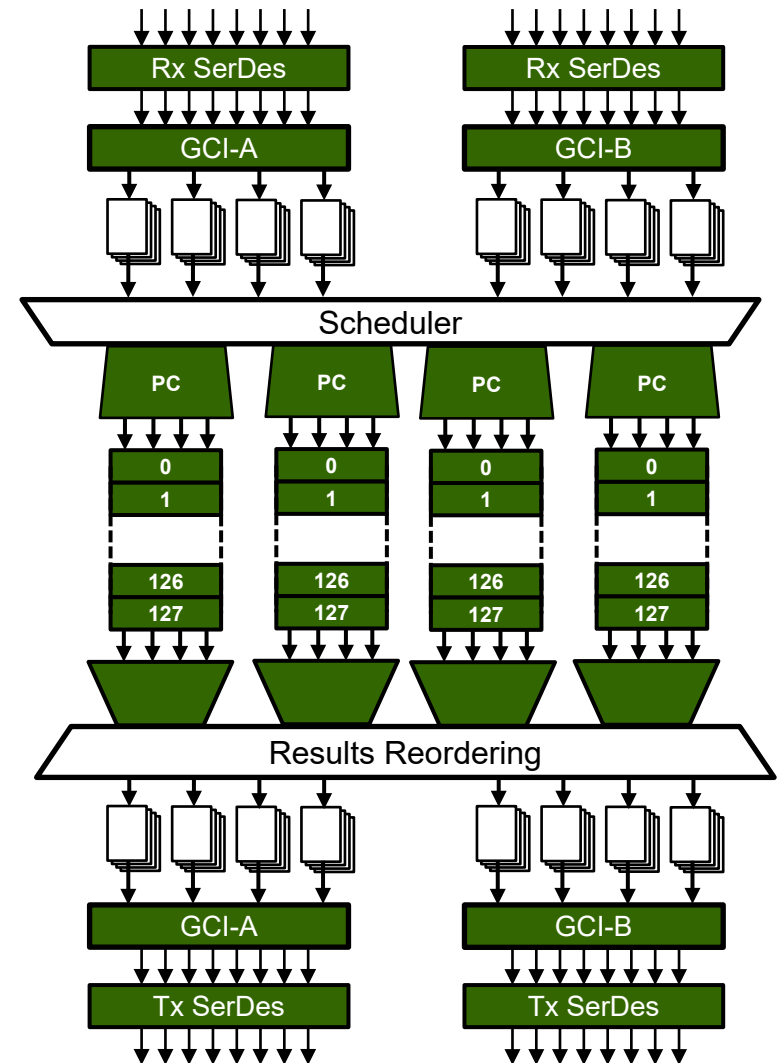 Rx SerDes Rx SerDes
GCI-A GCI-B
Scheduler
PC PC PC PC
0 0 0 0
1 1 1 1
126 126 126 126
127 127 127 127
Results Reordering
GCI-A GCI-B
Tx SerDes Tx SerDes